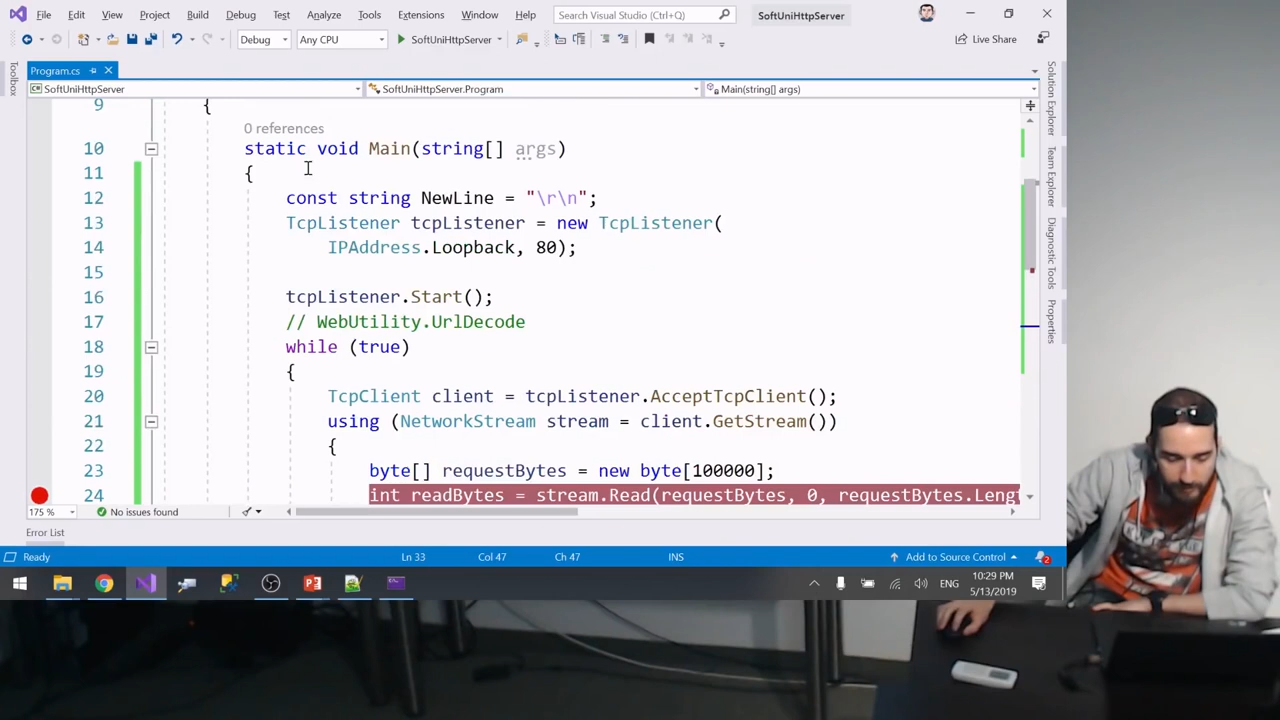 File Edit View Project Build Debug Test Analyze Tools Extensions Window Help Search Visual Studio (Ctrl+Q) SoftUniHttpServer
Debug Any CPU SoftUniHttpServer Live Share
Program.cs
SoftUniHttpServer SoftUniHttpServer.Program Main(string[] args)
9 {
0 references
10 static void Main(string[] args)
11 {
12 const string NewLine = "\r\n";
13 TcpListener tcpListener = new TcpListener(
14 IPAddress.Loopback, 80);
15
16 tcpListener.Start();
17 // WebUtility.UrlDecode
18 while (true)
19 {
20 TcpClient client = tcpListener.AcceptTcpClient();
21 using (NetworkStream stream = client.GetStream())
22 {
23 byte[] requestBytes = new byte[100000];
24 int readBytes = stream.Read(requestBytes, 0, requestBytes.Lengt
175 % No issues found
Error List
Ready Ln 33 Col 47 Ch 47 INS Add to Source Control 2
ENG 10:29 PM
5/13/2019
Toolbox
Solution Explorer
Team Explorer
Diagnostic Tools
Properties